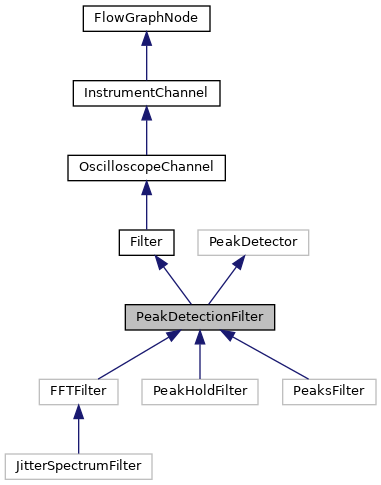 FlowGraphNode
InstrumentChannel
OscilloscopeChannel
Filter
PeakDetector
PeakDetectionFilter
FFTFilter
PeakHoldFilter
PeaksFilter
JitterSpectrumFilter